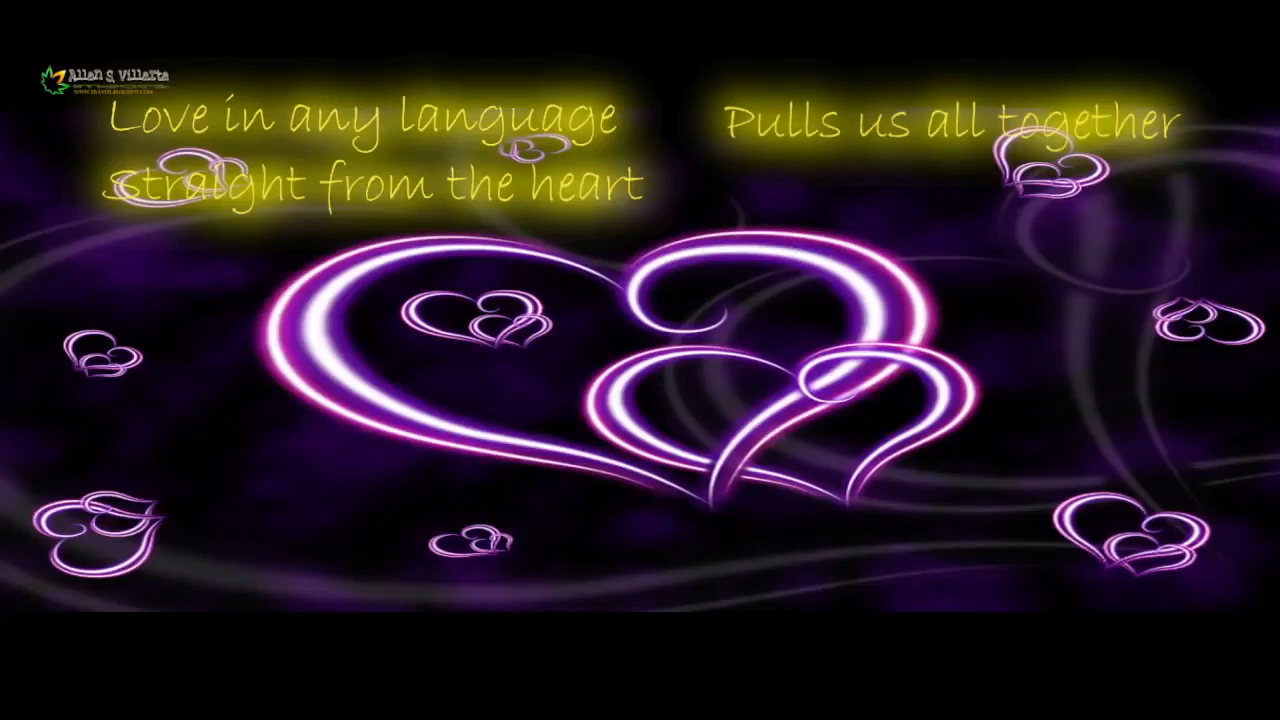 Allan S. Villarta
Love in any language
straight from the heart
Pulls us all together